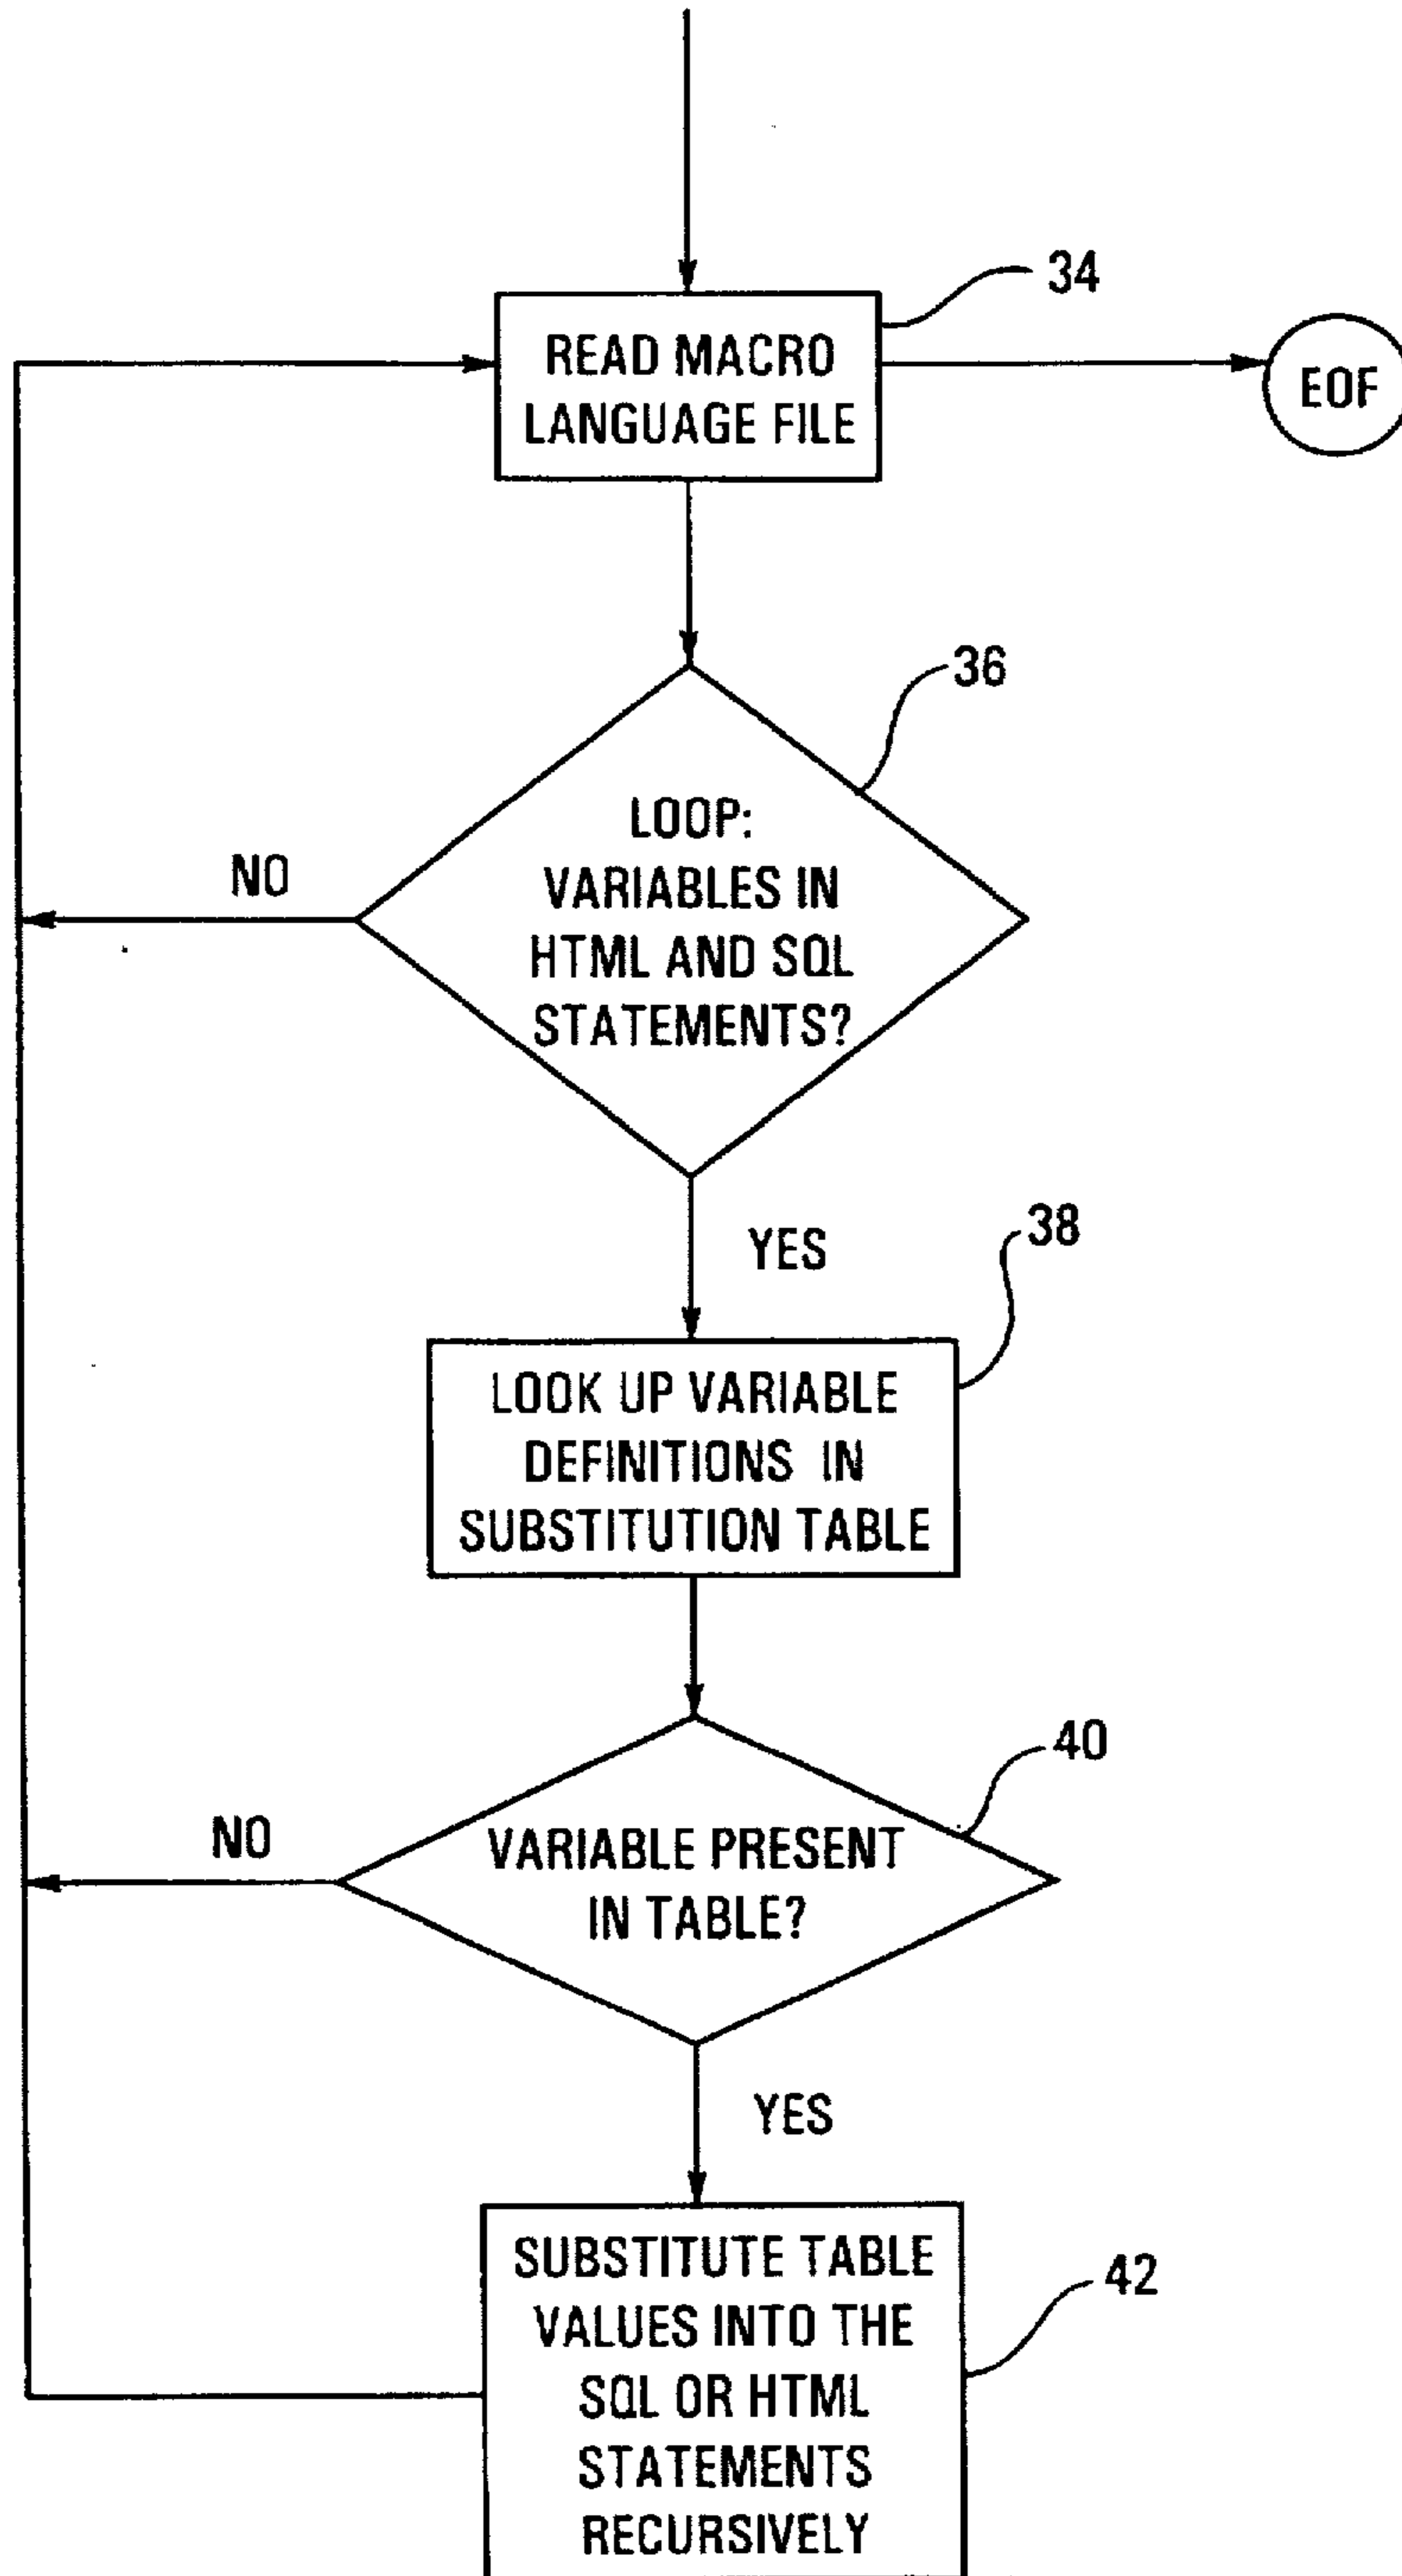 34
READ MACRO
LANGUAGE FILE
EOF
36
LOOP:
VARIABLES IN
HTML AND SQL
STATEMENTS?
NO
YES
38
LOOK UP VARIABLE
DEFINITIONS IN
SUBSTITUTION TABLE
40
VARIABLE PRESENT
IN TABLE?
NO
YES
42
SUBSTITUTE TABLE
VALUES INTO THE
SQL OR HTML
STATEMENTS
RECURSIVELY